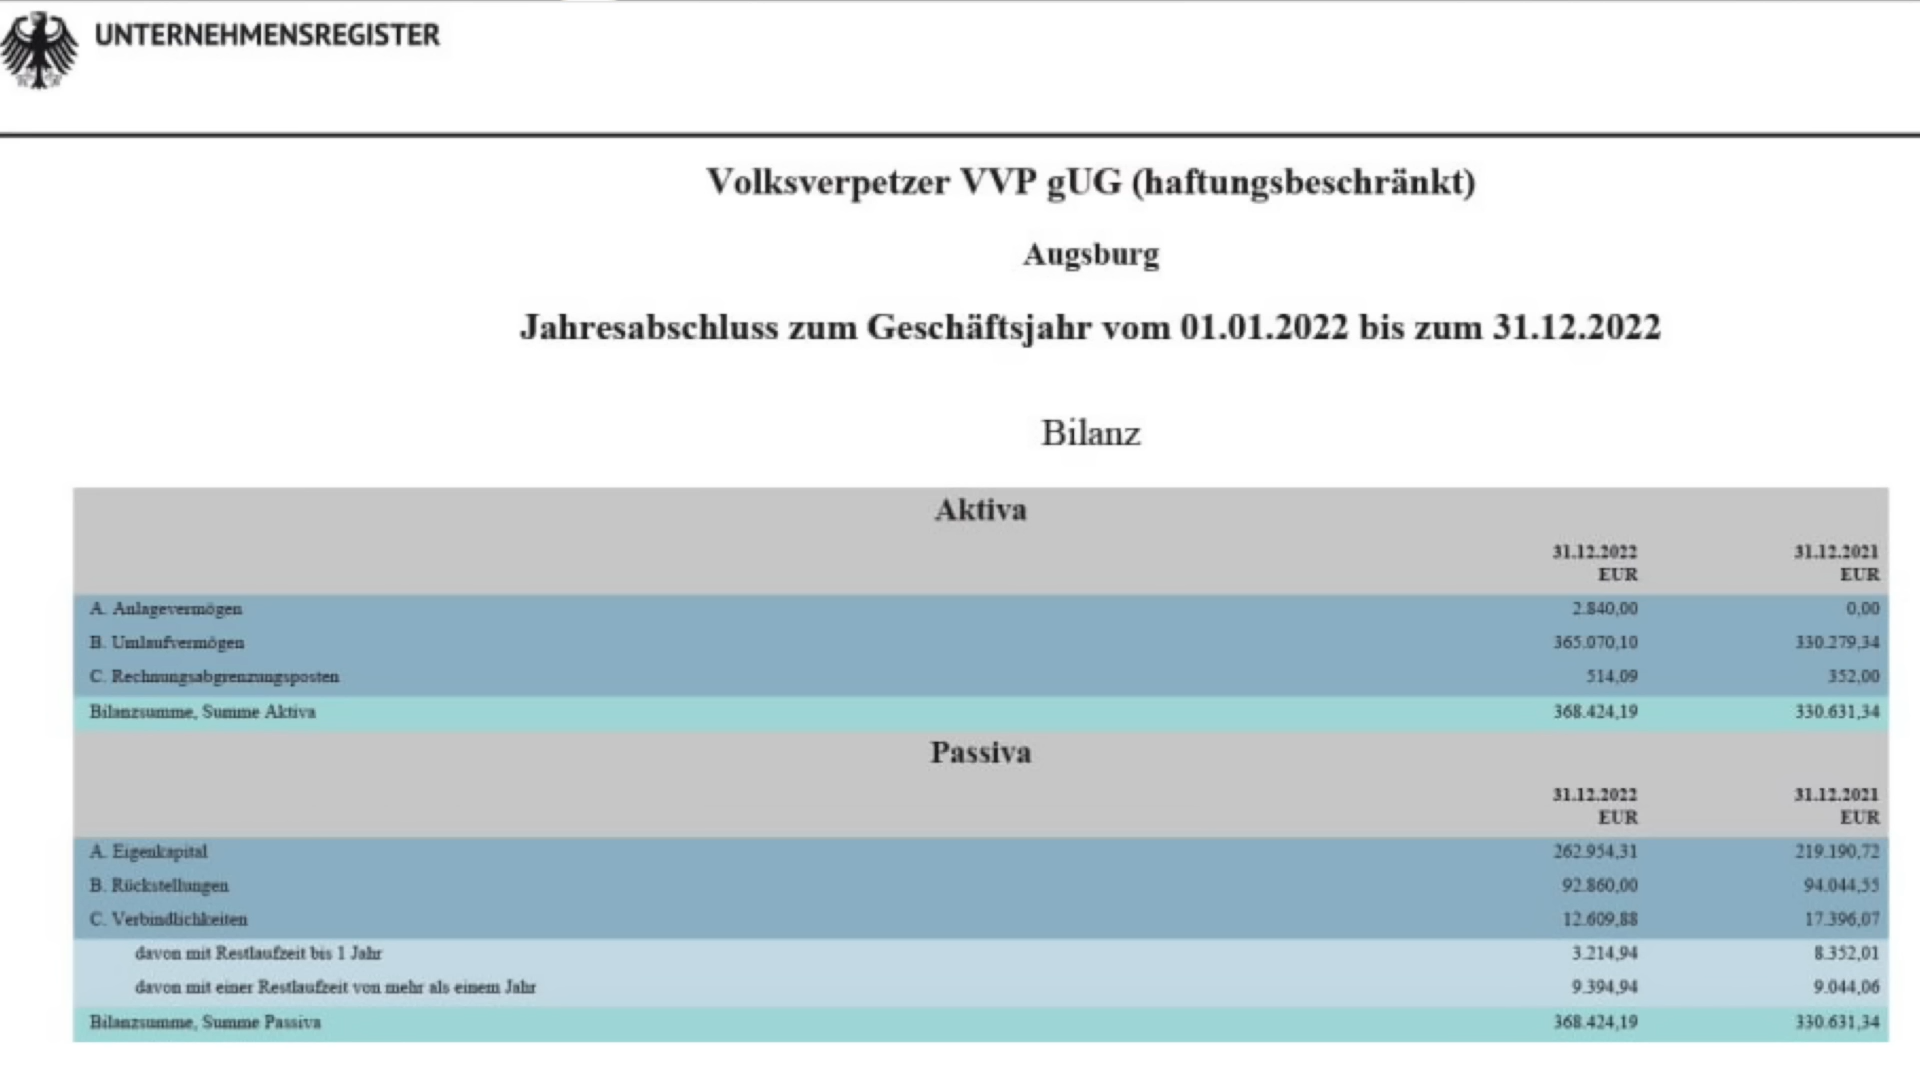 UNTERNEHMENSREGISTER
Volksverpetzer VVP gUG (haftungsbeschränkt)
Augsburg
Jahresabschluss zum Geschäftsjahr vom 01.01.2022 bis zum 31.12.2022
Bilanz
Aktiva
31.12.2022 31.12.2021
EUR EUR
A. Anlagevermögen 2.840,00 0,00
B. Umlaufvermögen 365.070,10 330.279,34
C. Rechnungsabgrenzungsposten 514,09 352,00
Bilanzsumme, Summe Aktiva 368.424,19 330.631,34
Passiva
31.12.2022 31.12.2021
EUR EUR
A. Eigenkapital 262.954,31 219.190,72
B. Rückstellungen 92.860,00 94.044,55
C. Verbindlichkeiten 12.609,88 17.396,07
davon mit Restlaufzeit bis 1 Jahr 3.214,94 8.352,01
davon mit einer Restlaufzeit von mehr als einem Jahr 9.394,94 9.044,06
Bilanzsumme, Summe Passiva 368.424,19 330.631,34